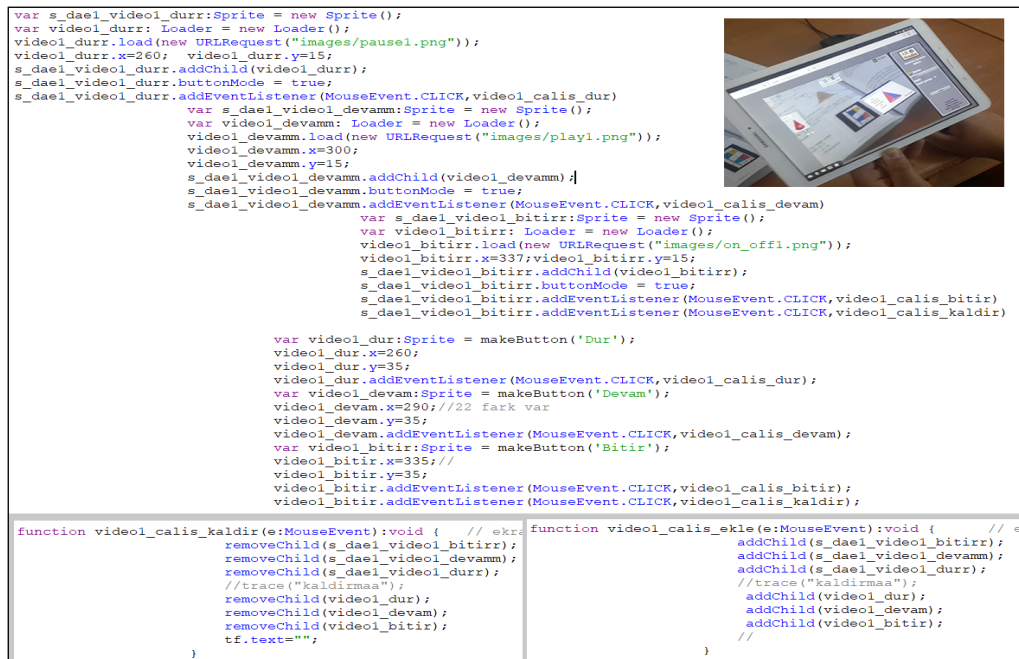 var s_dae1_video1_durr:Sprite = new Sprite();
var video1_durr: Loader = new Loader();
video1_durr.load(new URLRequest("images/pause1.png"));
video1_durr.x=260;  video1_durr.y=15;
s_dae1_video1_durr.addChild(video1_durr);
s_dae1_video1_durr.buttonMode = true;
s_dae1_video1_durr.addEventListener(MouseEvent.CLICK,video1_calis_dur)
var s_dae1_video1_devamm:Sprite = new Sprite();
var video1_devamm: Loader = new Loader();
video1_devamm.load(new URLRequest("images/play1.png"));
video1_devamm.x=300;
video1_devamm.y=15;
s_dae1_video1_devamm.addChild(video1_devamm);
s_dae1_video1_devamm.buttonMode = true;
s_dae1_video1_devamm.addEventListener(MouseEvent.CLICK,video1_calis_devam)
var s_dae1_video1_bitirr:Sprite = new Sprite();
var video1_bitirr: Loader = new Loader();
video1_bitirr.load(new URLRequest("images/on_off1.png"));
video1_bitirr.x=337;video1_bitirr.y=15;
s_dae1_video1_bitirr.addChild(video1_bitirr);
s_dae1_video1_bitirr.buttonMode = true;
s_dae1_video1_bitirr.addEventListener(MouseEvent.CLICK,video1_calis_bitir)
s_dae1_video1_bitirr.addEventListener(MouseEvent.CLICK,video1_calis_kaldir)
var video1_dur:Sprite = makeButton('Dur');
video1_dur.x=260;
video1_dur.y=35;
video1_dur.addEventListener(MouseEvent.CLICK,video1_calis_dur);
var video1_devam:Sprite = makeButton('Devam');
video1_devam.x=290;//22 fark var
video1_devam.y=35;
video1_devam.addEventListener(MouseEvent.CLICK,video1_calis_devam);
var video1_bitir:Sprite = makeButton('Bitir');
video1_bitir.x=335;//
video1_bitir.y=35;
video1_bitir.addEventListener(MouseEvent.CLICK,video1_calis_bitir);
video1_bitir.addEventListener(MouseEvent.CLICK,video1_calis_kaldir);
function video1_calis_kaldir(e:MouseEvent):void {   // ekra
removeChild(s_dae1_video1_bitirr);
removeChild(s_dae1_video1_devamm);
removeChild(s_dae1_video1_durr);
//trace("kaldirmaa");
removeChild(video1_dur);
removeChild(video1_devam);
removeChild(video1_bitir);
tf.text="";
}
function video1_calis_ekle(e:MouseEvent):void {      // e
addChild(s_dae1_video1_bitirr);
addChild(s_dae1_video1_devamm);
addChild(s_dae1_video1_durr);
//trace("kaldirmaa");
addChild(video1_dur);
addChild(video1_devam);
addChild(video1_bitir);
//
}